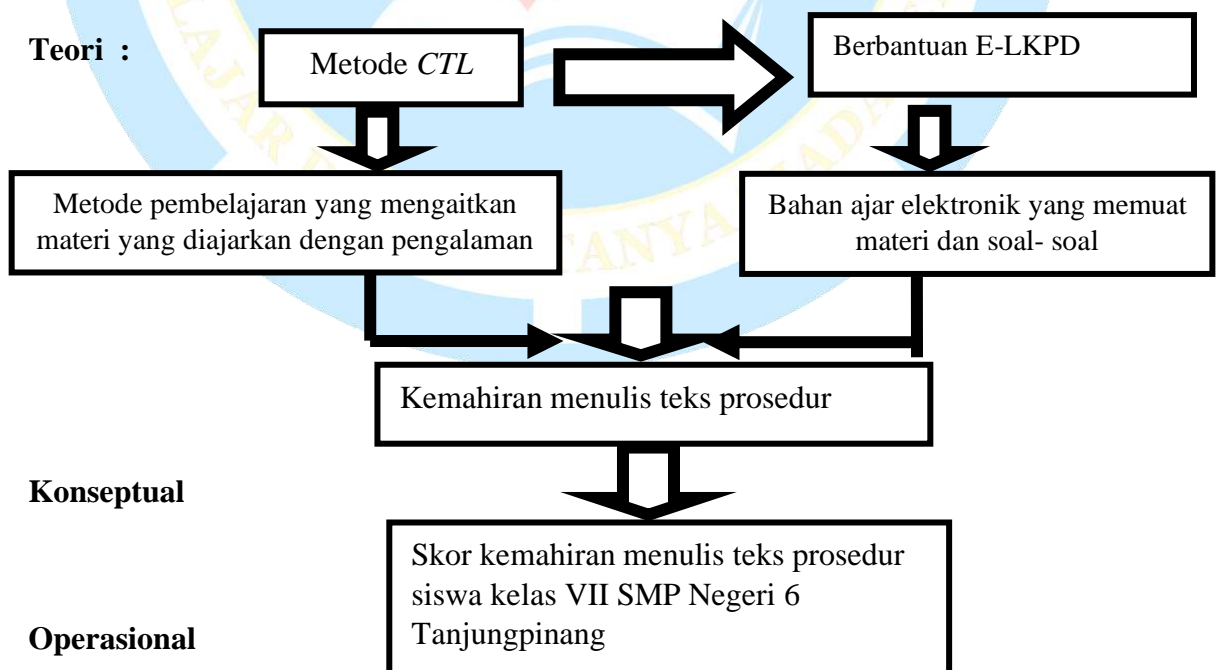 Teori :
Metode CTL
Berbantuan E-LKPD
Metode pembelajaran yang mengaitkan
materi yang diajarkan dengan pengalaman
Bahan ajar elektronik yang memuat
materi dan soal- soal
Kemahiran menulis teks prosedur
Konseptual
Skor kemahiran menulis teks prosedur
siswa kelas VII SMP Negeri 6
Tanjungpinang
Operasional